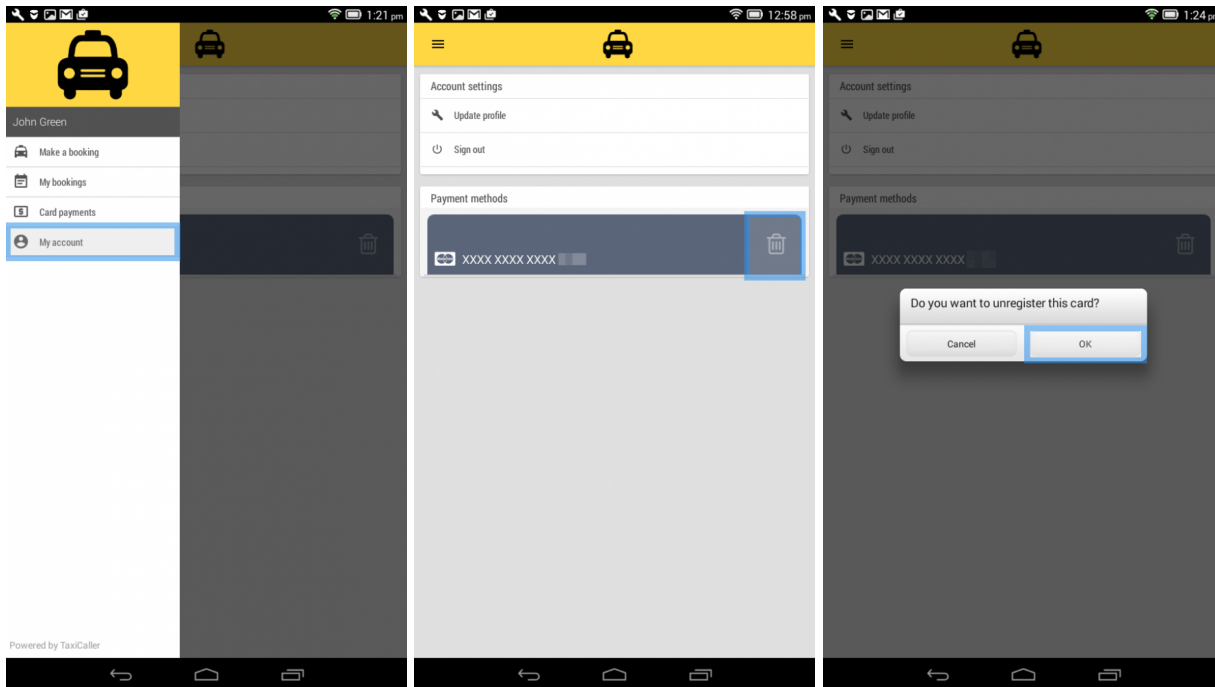 1:21 pm
John Green
Make a booking
My bookings
Card payments
My account
Powered by TaxiCaller
12:58 pm
Account settings
Update profile
Sign out
Payment methods
XXXX XXXX XXXX
1:24 pm
Account settings
Update profile
Sign out
Payment methods
XXXX XXXX XXXX
Do you want to unregister this card?
Cancel
OK